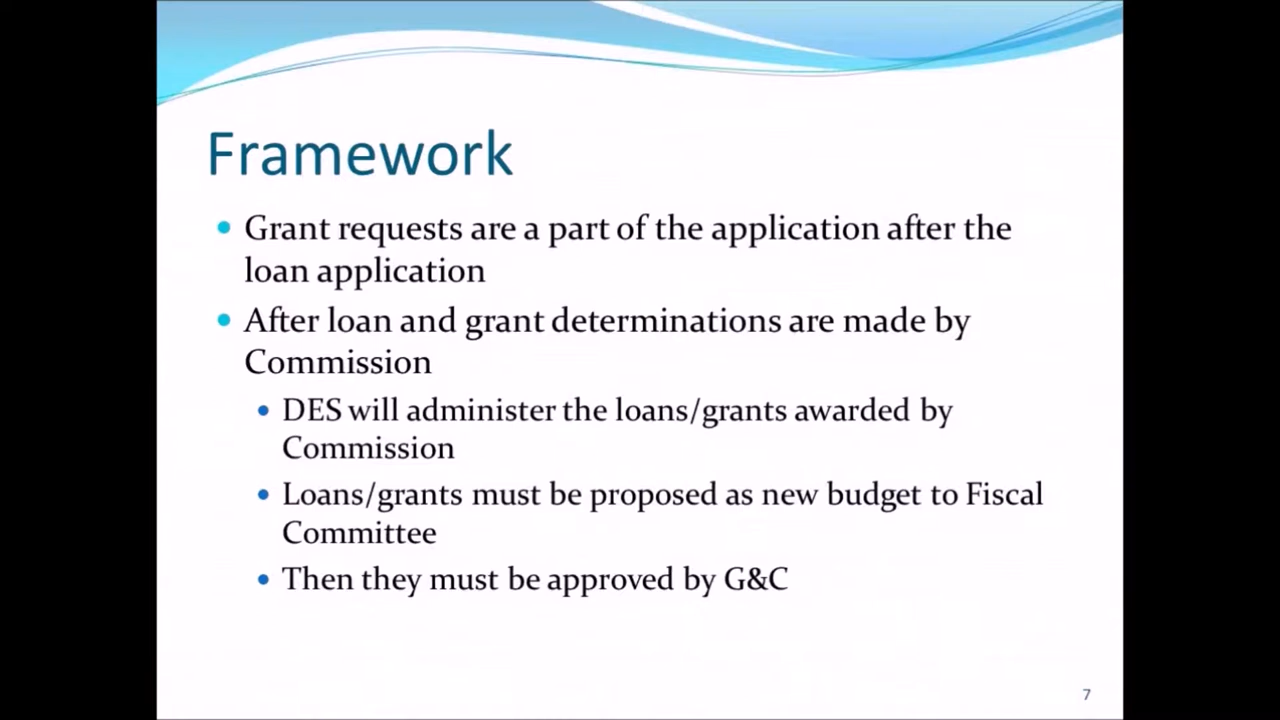 Framework
• Grant requests are a part of the application after the
loan application
• After loan and grant determinations are made by
Commission
• DES will administer the loans/grants awarded by
Commission
• Loans/grants must be proposed as new budget to Fiscal
Committee
• Then they must be approved by G&C
7